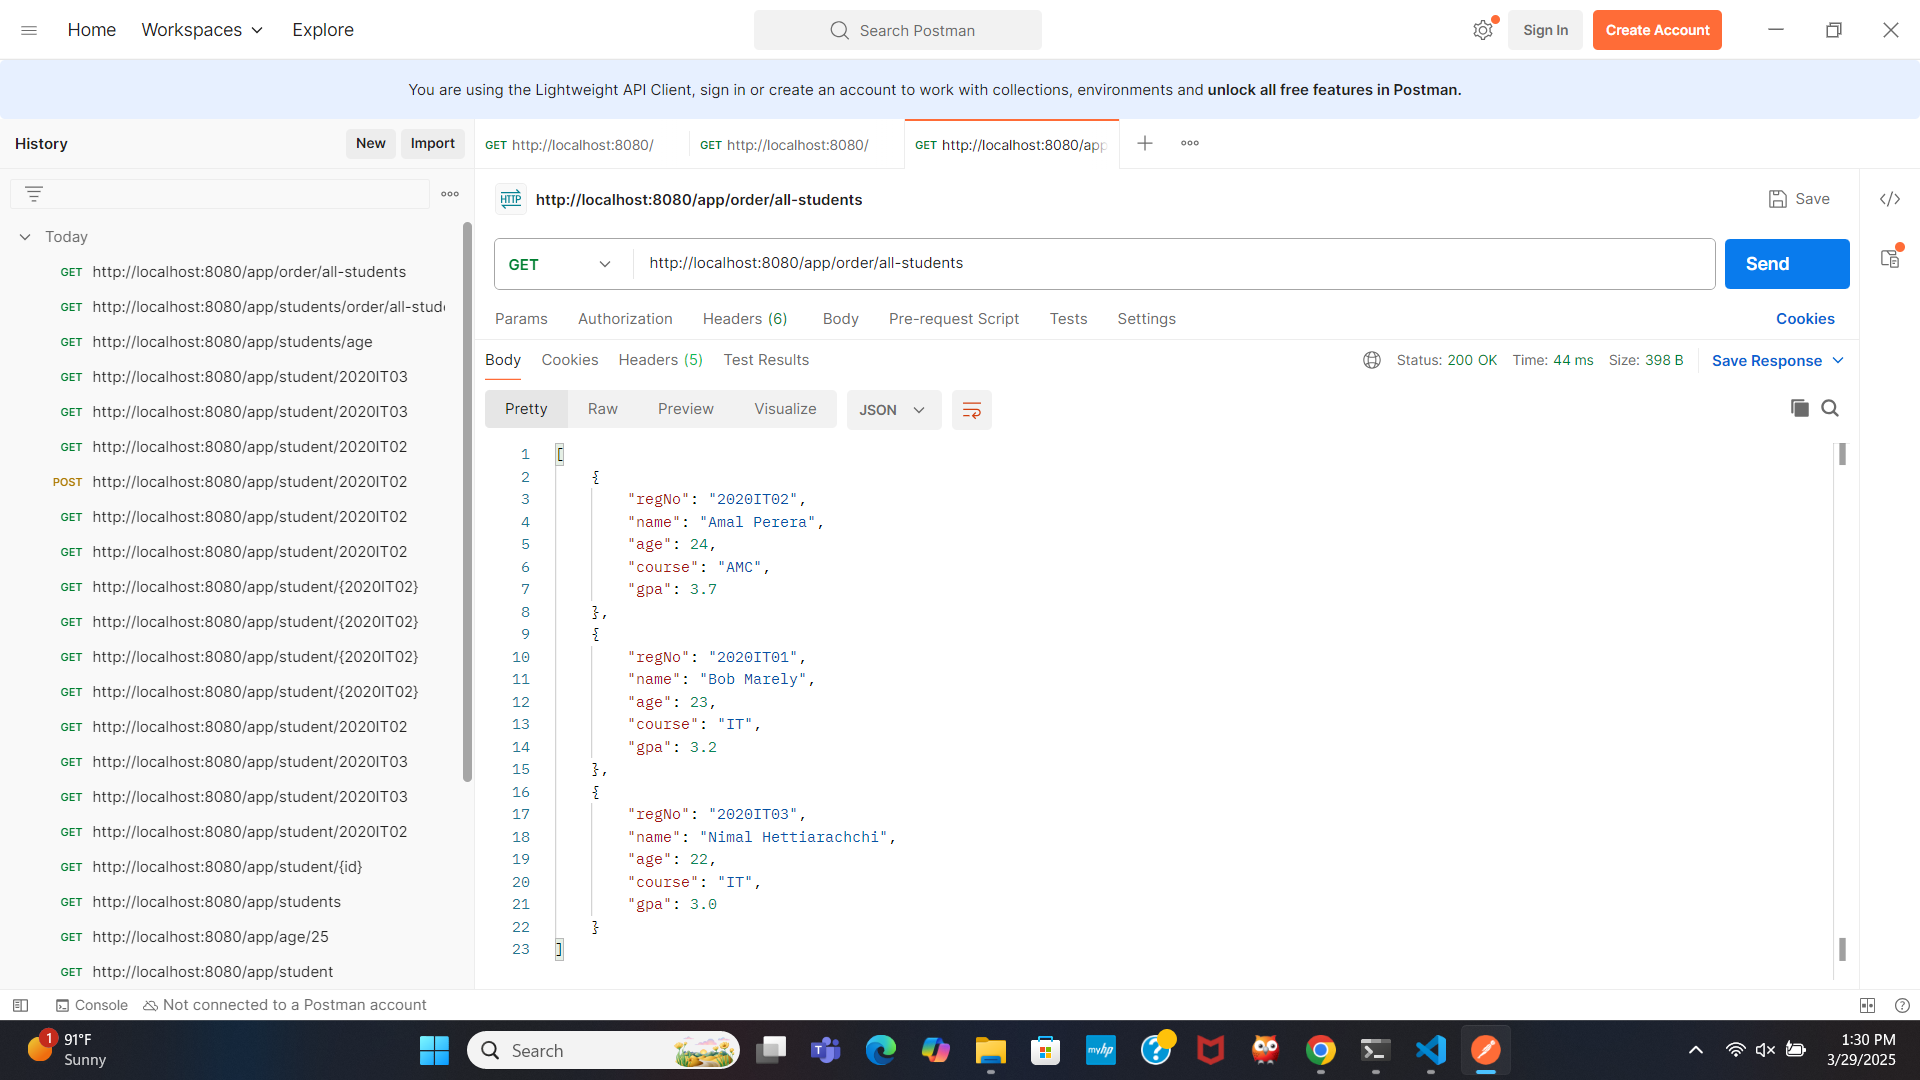 Home Workspaces Explore Search Postman Sign In Create Account
You are using the Lightweight API Client, sign in or create an account to work with collections, environments and unlock all free features in Postman.
History New Import
GET http://localhost:8080/ GET http://localhost:8080/ GET http://localhost:8080/app
HTTP http://localhost:8080/app/order/all-students Save
GET http://localhost:8080/app/order/all-students Send
Params Authorization Headers (6) Body Pre-request Script Tests Settings Cookies
Body Cookies Headers (5) Test Results Status: 200 OK Time: 44 ms Size: 398 B Save Response
Pretty Raw Preview Visualize JSON
Today
GET http://localhost:8080/app/order/all-students
GET http://localhost:8080/app/students/order/all-stud
GET http://localhost:8080/app/students/age
GET http://localhost:8080/app/student/2020IT03
GET http://localhost:8080/app/student/2020IT03
GET http://localhost:8080/app/student/2020IT02
POST http://localhost:8080/app/student/2020IT02
GET http://localhost:8080/app/student/2020IT02
GET http://localhost:8080/app/student/2020IT02
GET http://localhost:8080/app/student/{2020IT02}
GET http://localhost:8080/app/student/{2020IT02}
GET http://localhost:8080/app/student/{2020IT02}
GET http://localhost:8080/app/student/{2020IT02}
GET http://localhost:8080/app/student/2020IT02
GET http://localhost:8080/app/student/2020IT03
GET http://localhost:8080/app/student/2020IT03
GET http://localhost:8080/app/student/2020IT02
GET http://localhost:8080/app/student/{id}
GET http://localhost:8080/app/students
GET http://localhost:8080/app/age/25
GET http://localhost:8080/app/student
1 [
2 {
3 "regNo": "2020IT02",
4 "name": "Amal Perera",
5 "age": 24,
6 "course": "AMC",
7 "gpa": 3.7
8 },
9 {
10 "regNo": "2020IT01",
11 "name": "Bob Marely",
12 "age": 23,
13 "course": "IT",
14 "gpa": 3.2
15 },
16 {
17 "regNo": "2020IT03",
18 "name": "Nimal Hettiarachchi",
19 "age": 22,
20 "course": "IT",
21 "gpa": 3.0
22 }
23 ]
Console Not connected to a Postman account
1 91°F
Sunny
Search
myhp
1:30 PM
3/29/2025